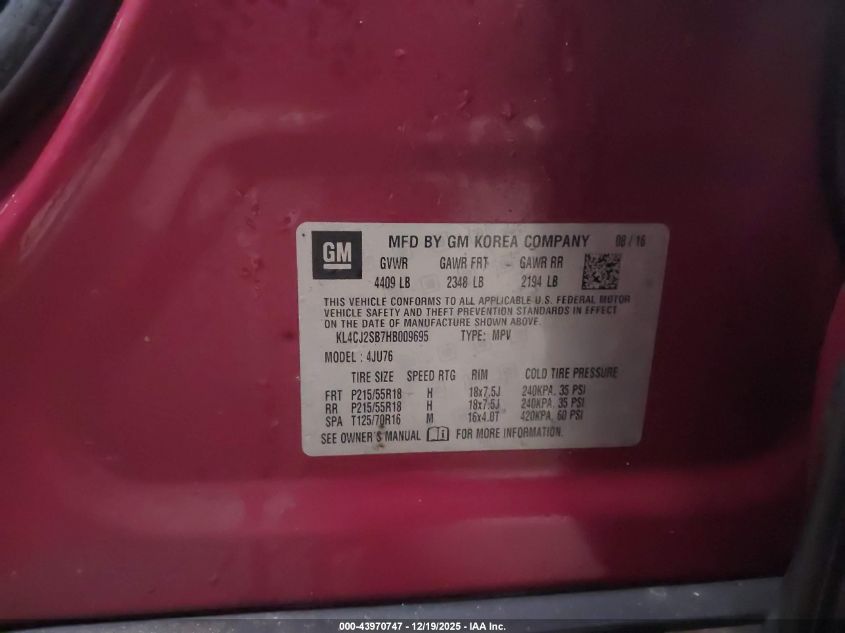 GM MFD BY GM KOREA COMPANY 08 / 16
GVWR GAWR FRT GAWR RR
4409 LB 2348 LB 2194 LB
THIS VEHICLE CONFORMS TO ALL APPLICABLE U.S. FEDERAL MOTOR
VEHICLE SAFETY AND THEFT PREVENTION STANDARDS IN EFFECT
ON THE DATE OF MANUFACTURE SHOWN ABOVE.
KL4CJ2SB7HB009695 TYPE: MPV
MODEL : 4JU76
TIRE SIZE SPEED RTG RIM COLD TIRE PRESSURE
FRT P215/55R18 H 18x7.5J 240KPA, 35 PSI
RR P215/55R18 H 18x7.5J 240KPA, 35 PSI
SPA T125/70R16 M 16x4.0T 420KPA, 60 PSI
SEE OWNER'S MANUAL i FOR MORE INFORMATION.
000-43970747 | 12/19/2025 - IAA Inc.